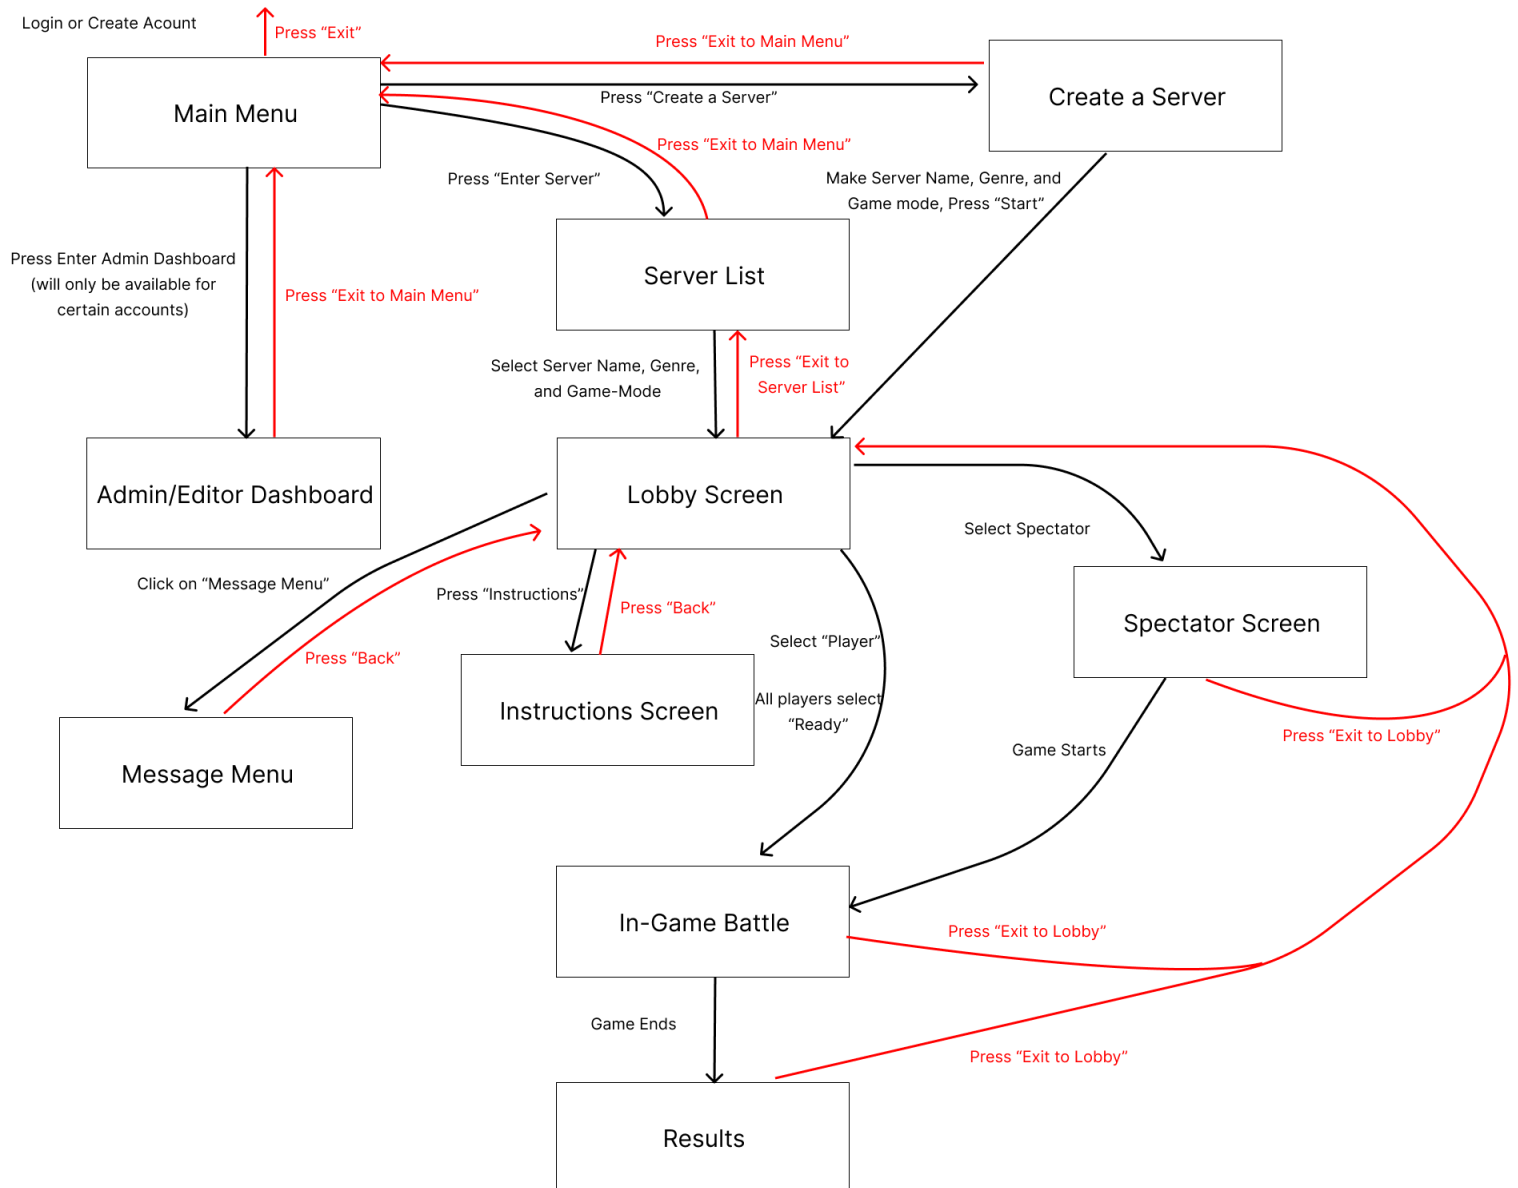 Login or Create Acount
Press “Exit”
Press “Exit to Main Menu”
Main Menu
Press “Create a Server”
Create a Server
Press “Exit to Main Menu”
Press “Enter Server”
Make Server Name, Genre, and
Game mode, Press “Start”
Press Enter Admin Dashboard
(will only be available for
certain accounts)
Press “Exit to Main Menu”
Server List
Select Server Name, Genre,
and Game-Mode
Press “Exit to
Server List”
Admin/Editor Dashboard
Lobby Screen
Select Spectator
Click on “Message Menu”
Press “Instructions”
Press “Back”
Press “Back”
Select “Player”
Spectator Screen
All players select
“Ready”
Instructions Screen
Message Menu
Game Starts
Press “Exit to Lobby”
In-Game Battle
Press “Exit to Lobby”
Game Ends
Press “Exit to Lobby”
Results